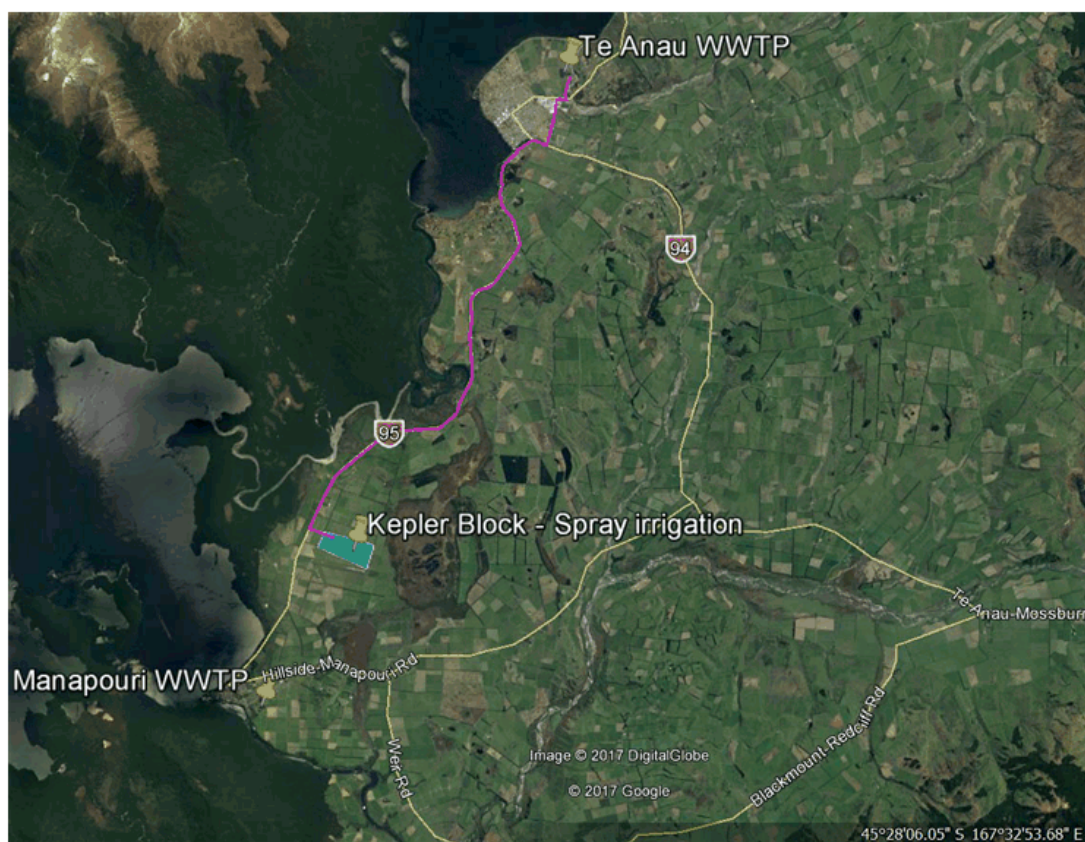 Te Anau WWTP
94
95
Kepler Block - Spray irrigation
Te-Anau-Mossburn
Manapouri WWTP
Hillside-Manapouri Rd
Weir Rd
Blackmount-Redcliff Rd
Image © 2017 DigitalGlobe
© 2017 Google
45°28'06.05" S 167°32'53.68" E